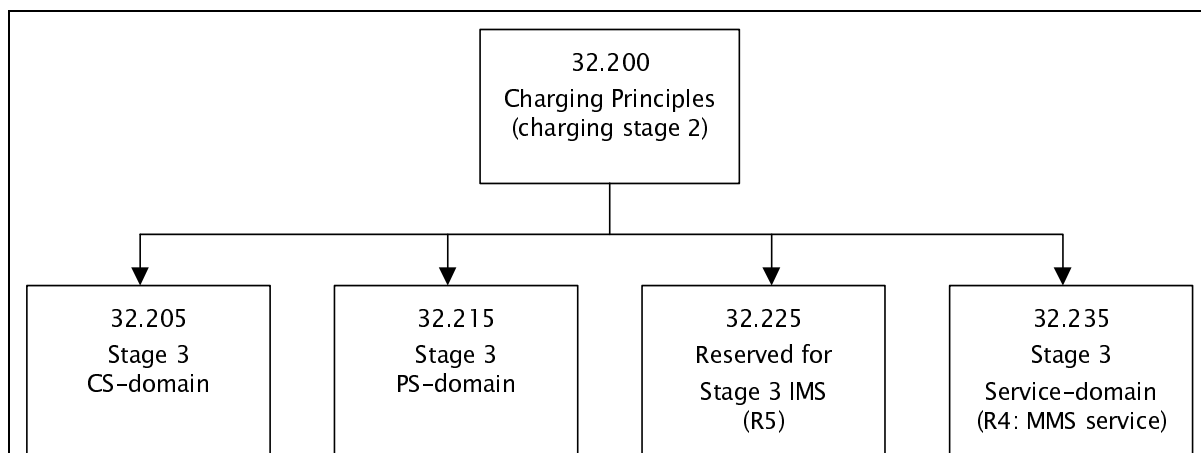 32.200
Charging Principles
(charging stage 2)
32.205
Stage 3
CS-domain
32.215
Stage 3
PS-domain
32.225
Reserved for
Stage 3 IMS
(R5)
32.235
Stage 3
Service-domain
(R4: MMS service)